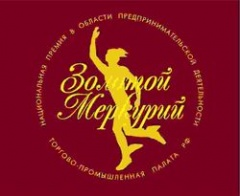 НАЦИОНАЛЬНАЯ ПРЕМИЯ В ОБЛАСТИ ПРЕДПРИНИМАТЕЛЬСКОЙ ДЕЯТЕЛЬНОСТИ
Золотой
Меркурий
ТОРГОВО-ПРОМЫШЛЕННАЯ ПАЛАТА РФ